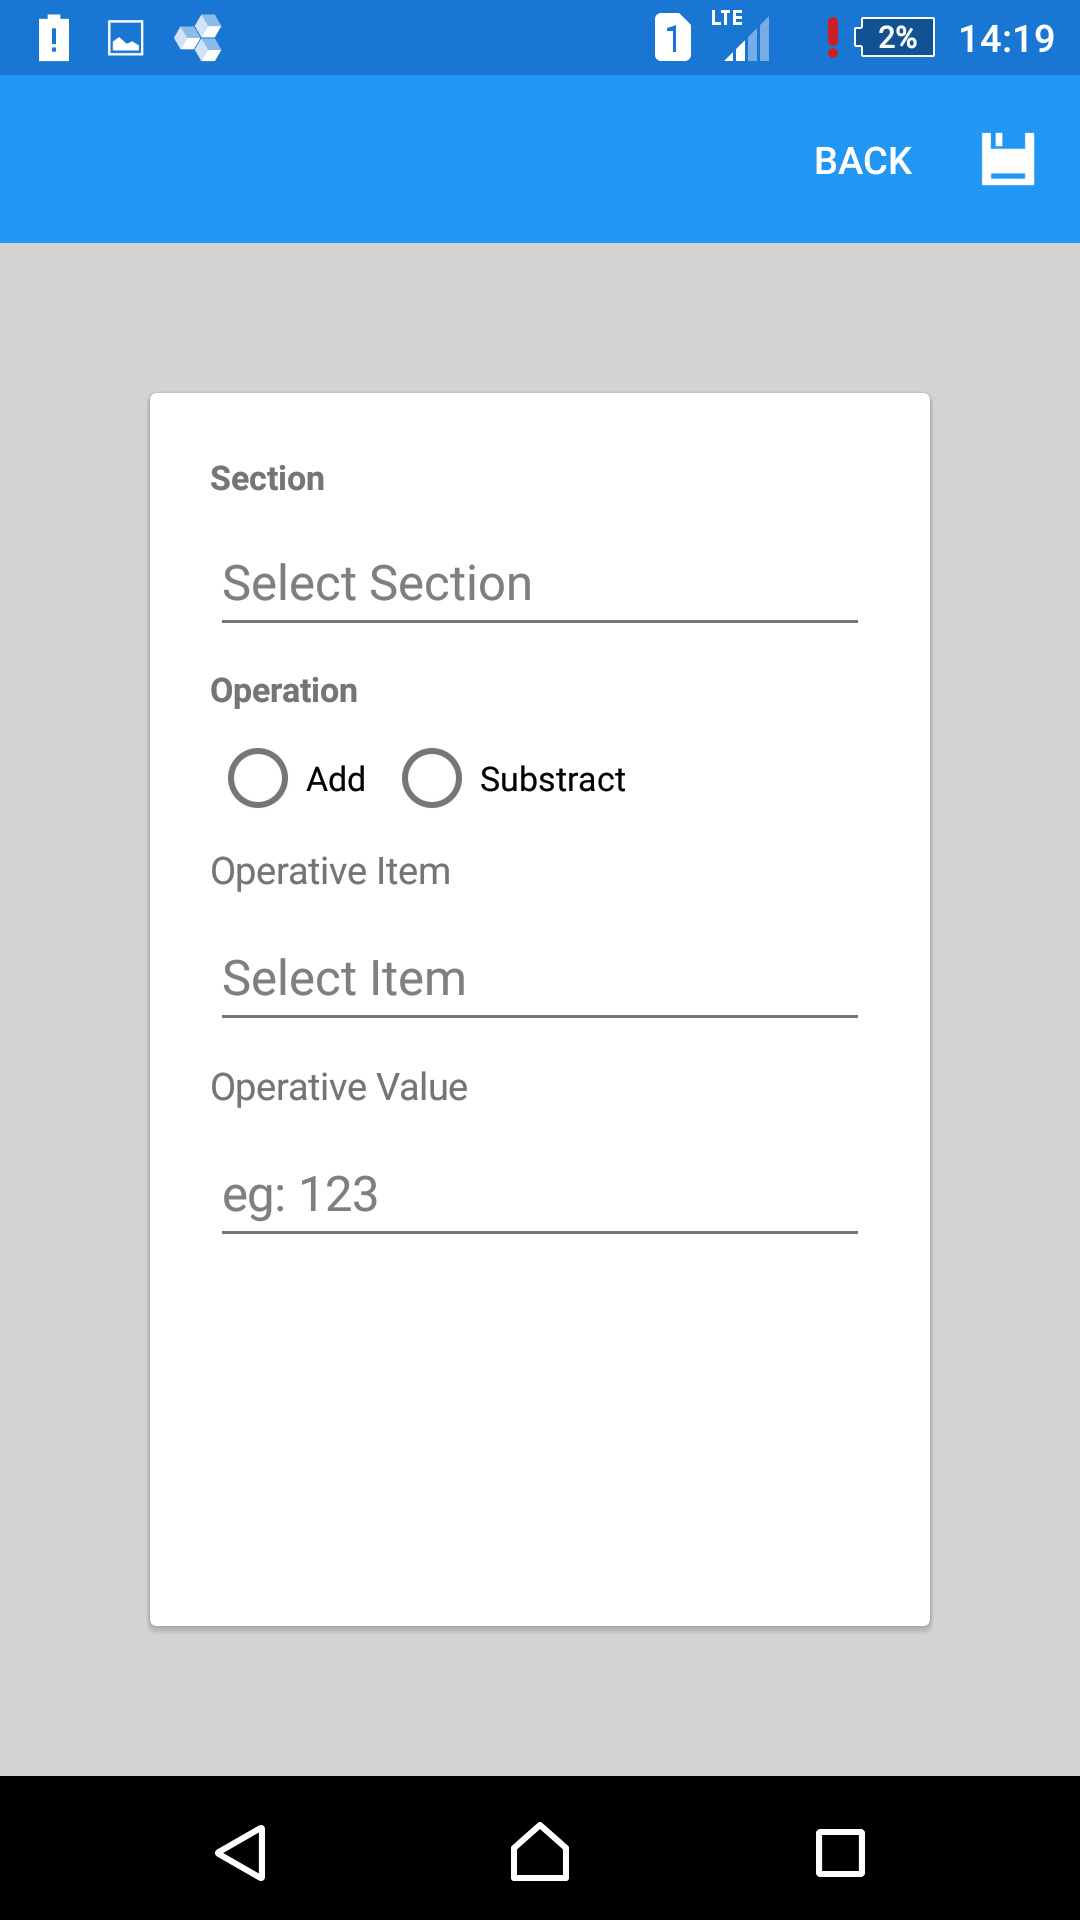 1 LTE 2% 14:19
BACK
Section
Select Section
Operation
Add Substract
Operative Item
Select Item
Operative Value
eg: 123